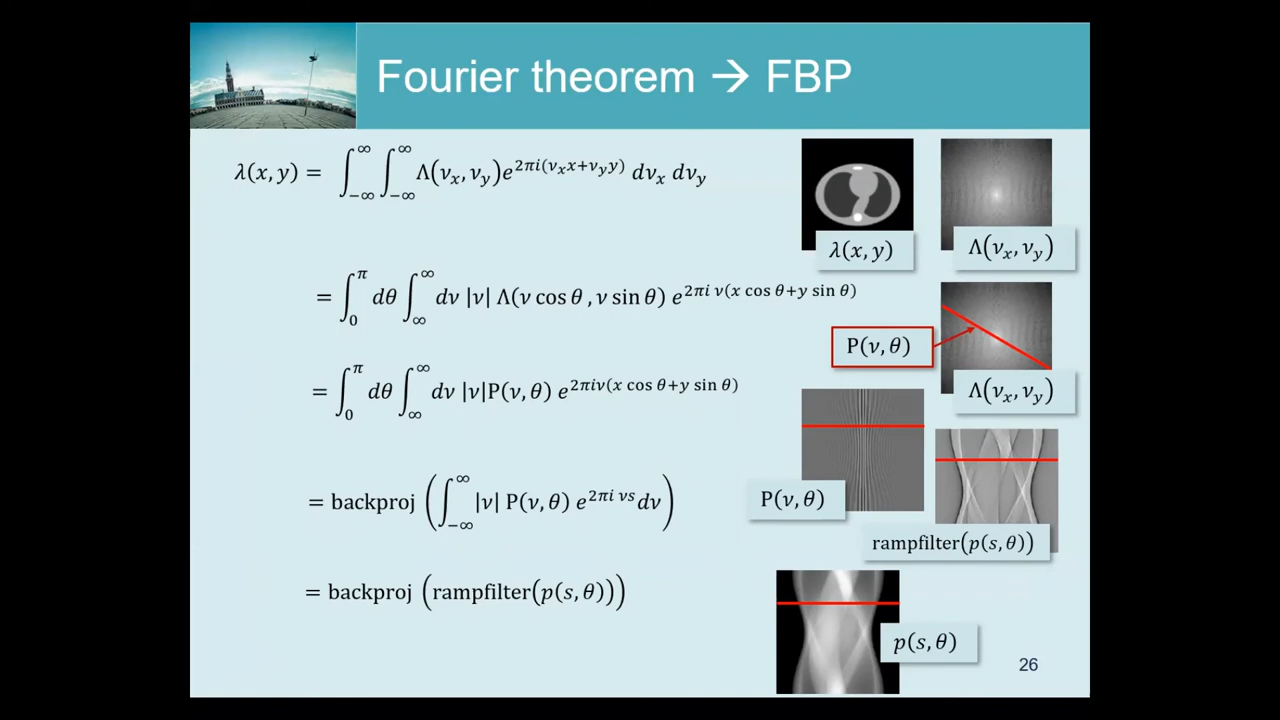 Fourier theorem → FBP
λ(x, y) = ∫_{−∞}^{∞} ∫_{−∞}^{∞} Λ(ν_x, ν_y) e^{2πi(ν_x x+ν_y y)} dν_x dν_y
λ(x, y)
Λ(ν_x, ν_y)
= ∫_0^π dθ ∫_∞^∞ dν |ν| Λ(ν cos θ , ν sin θ) e^{2πi ν(x cos θ+y sin θ)}
P(ν, θ)
Λ(ν_x, ν_y)
= ∫_0^π dθ ∫_∞^∞ dν |ν|P(ν, θ) e^{2πiν(x cos θ+y sin θ)}
= backproj (∫_{−∞}^{∞} |ν| P(ν, θ) e^{2πi νs} dν)
P(ν, θ)
rampfilter(p(s, θ))
= backproj (rampfilter(p(s, θ)))
p(s, θ)
26